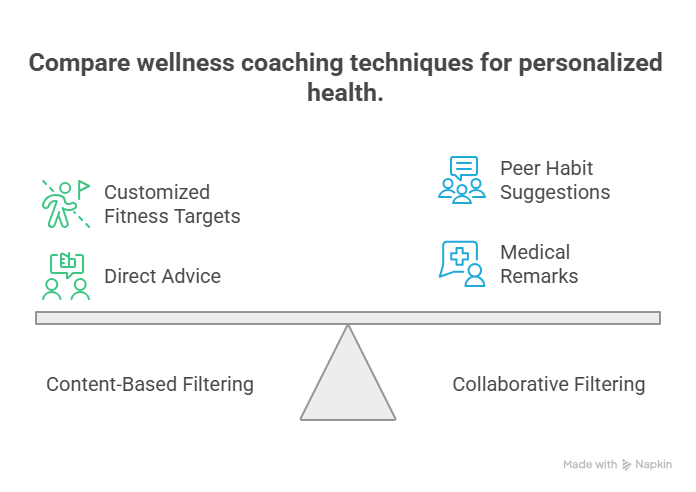 Compare wellness coaching techniques for personalized
health.
Customized
Fitness Targets
Direct Advice
Peer Habit
Suggestions
Medical
Remarks
Content-Based Filtering
Collaborative Filtering
Made with Napkin